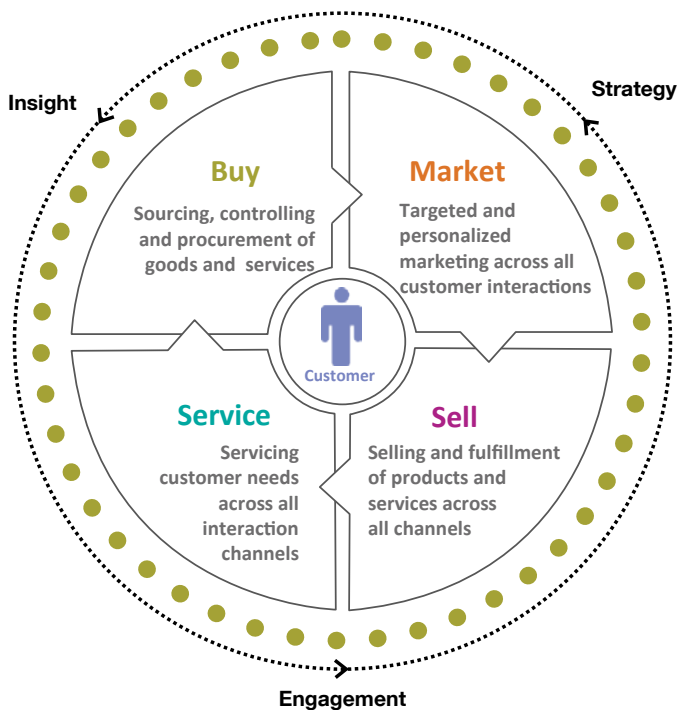 Insight
Strategy
Buy
Sourcing, controlling
and procurement of
goods and services
Market
Targeted and
personalized
marketing across all
customer interactions
Customer
Service
Servicing
customer needs
across all
interaction
channels
Sell
Selling and fulfillment
of products and
services across
all channels
Engagement